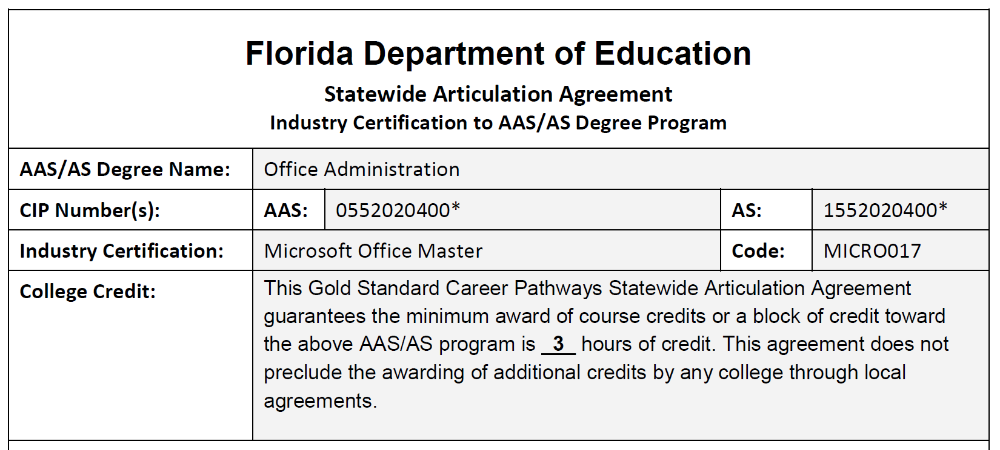 Florida Department of Education
Statewide Articulation Agreement
Industry Certification to AAS/AS Degree Program
AAS/AS Degree Name: Office Administration
CIP Number(s): AAS: 0552020400* AS: 1552020400*
Industry Certification: Microsoft Office Master Code: MICRO017
College Credit: This Gold Standard Career Pathways Statewide Articulation Agreement
guarantees the minimum award of course credits or a block of credit toward
the above AAS/AS program is 3 hours of credit. This agreement does not
preclude the awarding of additional credits by any college through local
agreements.